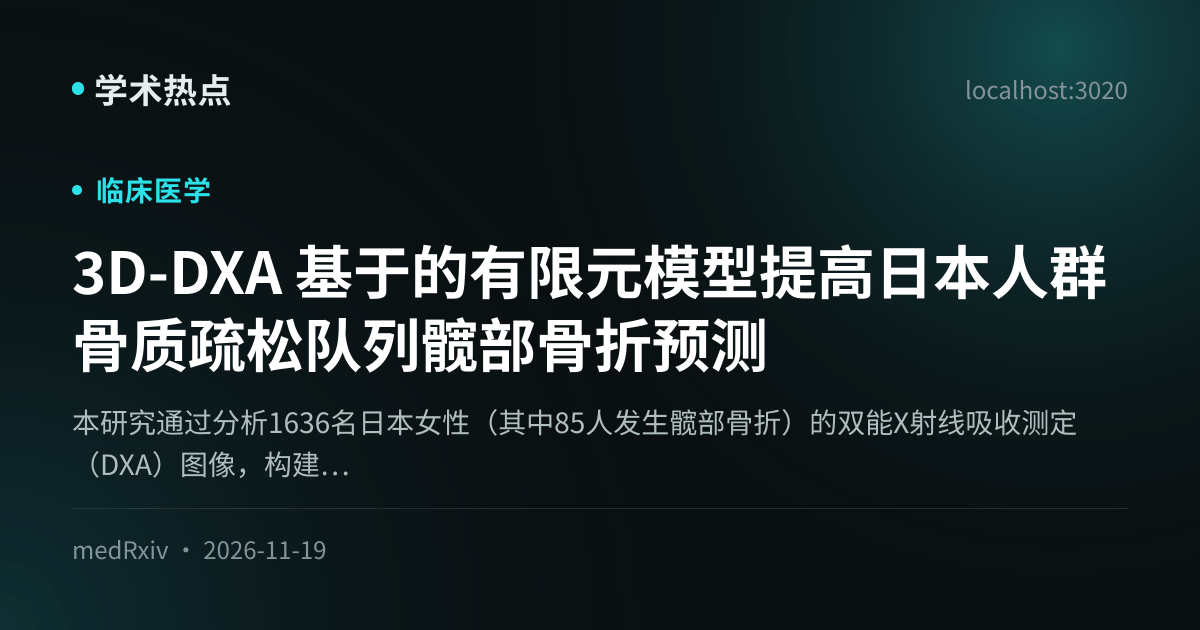 学术热点
localhost:3020
临床医学
3D-DXA 基于的有限元模型提高日本人群
骨质疏松队列髋部骨折预测
本研究通过分析1636名日本女性（其中85人发生髋部骨折）的双能X射线吸收测定
（DXA）图像，构建…
medRxiv · 2026-11-19